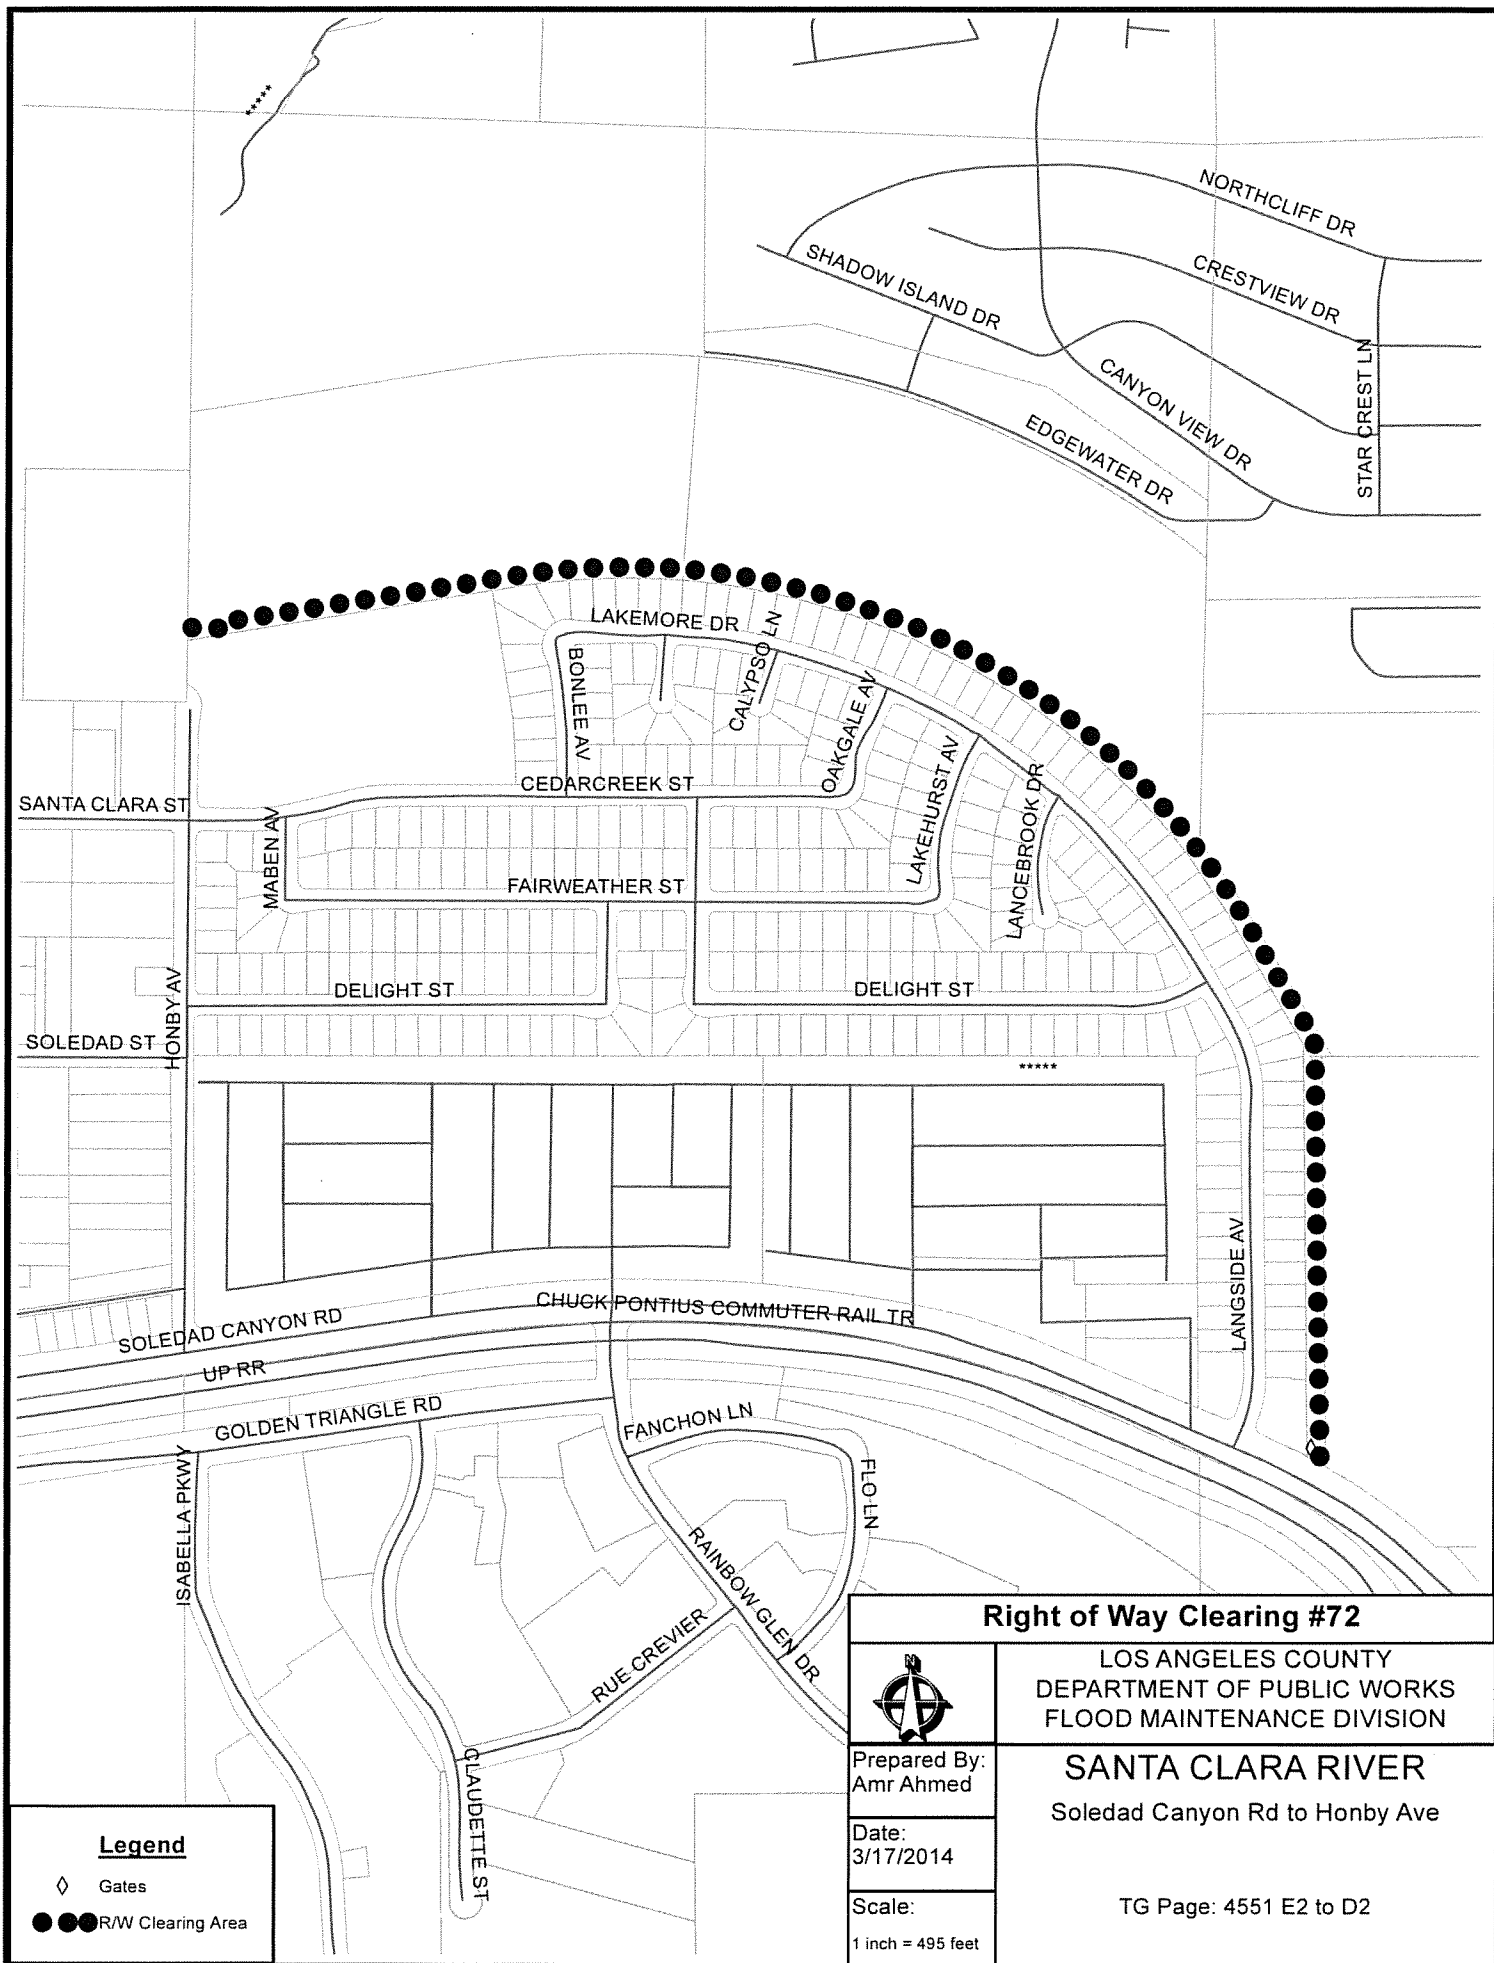 NORTHCLIFF DR
SHADOW ISLAND DR
CRESTVIEW DR
STAR CREST LN
CANYON VIEW DR
EDGEWATER DR
LAKEMORE DR
BONLEE AV
CALYPSO LN
OAKGALE AV
CEDARCREEK ST
LAKEHURST AV
LANCEBROOK DR
SANTA CLARA ST
MABEN AV
FAIRWEATHER ST
HONBY AV
DELIGHT ST
DELIGHT ST
SOLEDAD ST
*****
*****
LANGSIDE AV
SOLEDAD CANYON RD
CHUCK PONTIUS COMMUTER RAIL TR
UP RR
GOLDEN TRIANGLE RD
FANCHON LN
FLO LN
ISABELLA PKWY
RAINBOW GLEN DR
RUE CREVIER
CLAUDETTE ST
Legend
Gates
R/W Clearing Area
Right of Way Clearing #72
N
LOS ANGELES COUNTY
DEPARTMENT OF PUBLIC WORKS
FLOOD MAINTENANCE DIVISION
Prepared By:
Amr Ahmed
SANTA CLARA RIVER
Soledad Canyon Rd to Honby Ave
Date:
3/17/2014
Scale:
1 inch = 495 feet
TG Page: 4551 E2 to D2